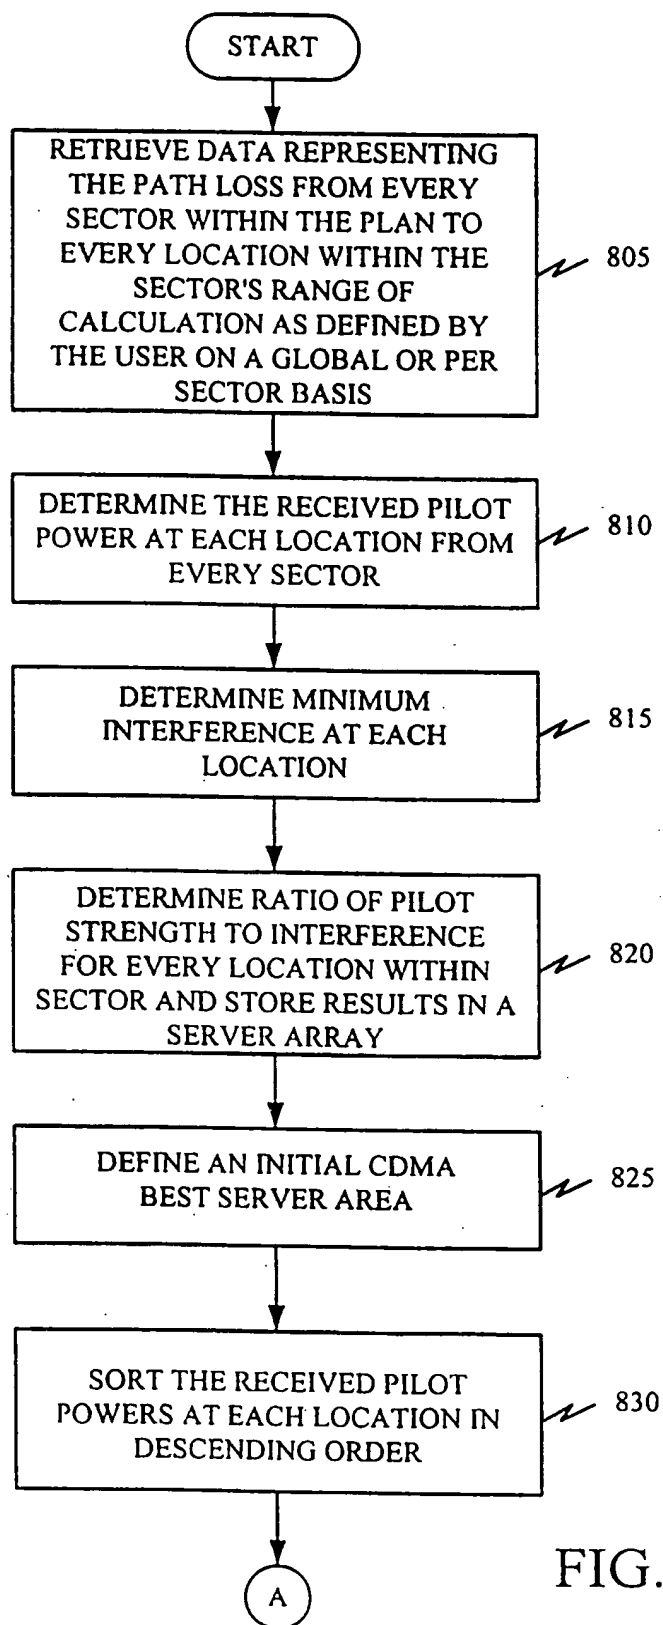 START
RETRIEVE DATA REPRESENTING
THE PATH LOSS FROM EVERY
SECTOR WITHIN THE PLAN TO
EVERY LOCATION WITHIN THE
SECTOR'S RANGE OF
CALCULATION AS DEFINED BY
THE USER ON A GLOBAL OR PER
SECTOR BASIS
805
DETERMINE THE RECEIVED PILOT
POWER AT EACH LOCATION FROM
EVERY SECTOR
810
DETERMINE MINIMUM
INTERFERENCE AT EACH
LOCATION
815
DETERMINE RATIO OF PILOT
STRENGTH TO INTERFERENCE
FOR EVERY LOCATION WITHIN
SECTOR AND STORE RESULTS IN A
SERVER ARRAY
820
DEFINE AN INITIAL CDMA
BEST SERVER AREA
825
SORT THE RECEIVED PILOT
POWERS AT EACH LOCATION IN
DESCENDING ORDER
830
A
FIG.